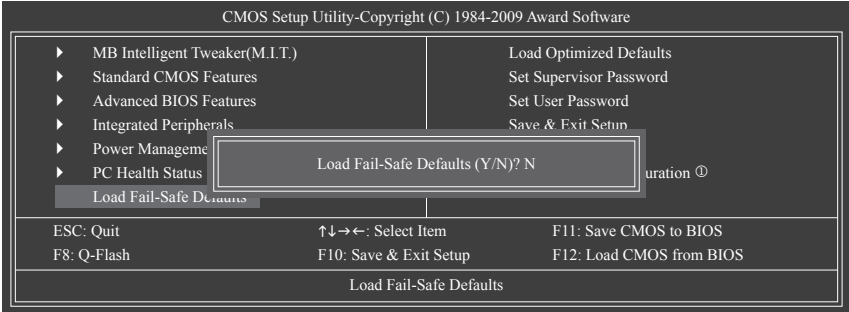 CMOS Setup Utility-Copyright (C) 1984-2009 Award Software
MB Intelligent Tweaker(M.I.T.)
Standard CMOS Features
Advanced BIOS Features
Integrated Peripherals
Power
PC Health Status
Load Fail-Safe Defaults
Load Optimized Defaults
Set Supervisor Password
Set User Password
Save & Exit Setup
①
Load Fail-Safe Defaults (Y/N)? N
ESC: Quit ↑↓→←: Select Item F11: Save CMOS to BIOS
F8: Q-Flash F10: Save & Exit Setup F12: Load CMOS from BIOS
Load Fail-Safe Defaults